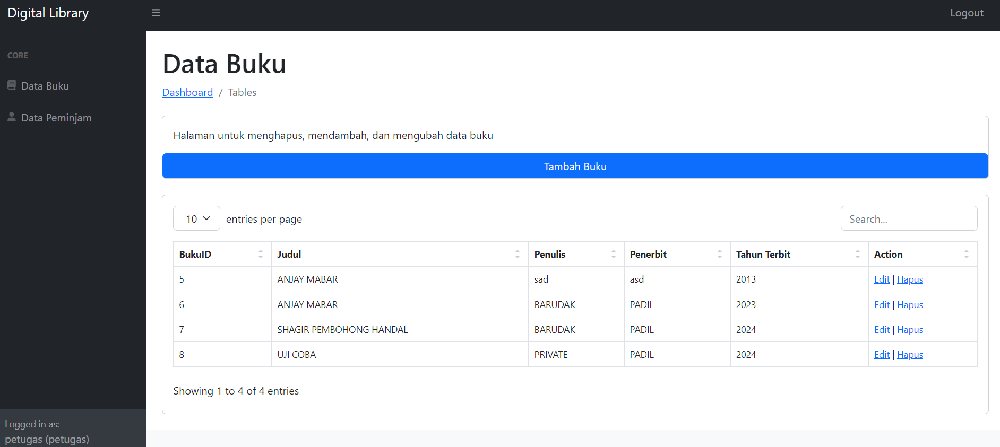 Digital Library
Logout
CORE
Data Buku
Data Peminjam
Data Buku
Dashboard / Tables
Halaman untuk menghapus, mendambah, dan mengubah data buku
Tambah Buku
10 entries per page
Search...
BukuID Judul Penulis Penerbit Tahun Terbit Action
5 ANJAY MABAR sad asd 2013 Edit | Hapus
6 ANJAY MABAR BARUDAK PADIL 2023 Edit | Hapus
7 SHAGIR PEMBOHONG HANDAL BARUDAK PADIL 2024 Edit | Hapus
8 UJI COBA PRIVATE PADIL 2024 Edit | Hapus
Showing 1 to 4 of 4 entries
Logged in as:
petugas (petugas)